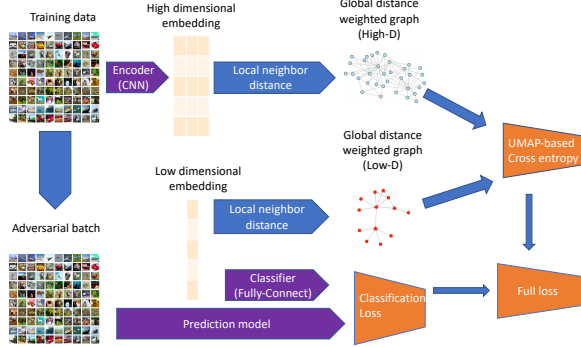 Training data
High dimensional
embedding
Global distance
weighted graph
(High-D)
Encoder
(CNN)
Local neighbor
distance
UMAP-based
Cross entropy
Global distance
weighted graph
(Low-D)
Low dimensional
embedding
Local neighbor
distance
Adversarial batch
Classifier
(Fully-Connect)
Classification
Loss
Full loss
Prediction model